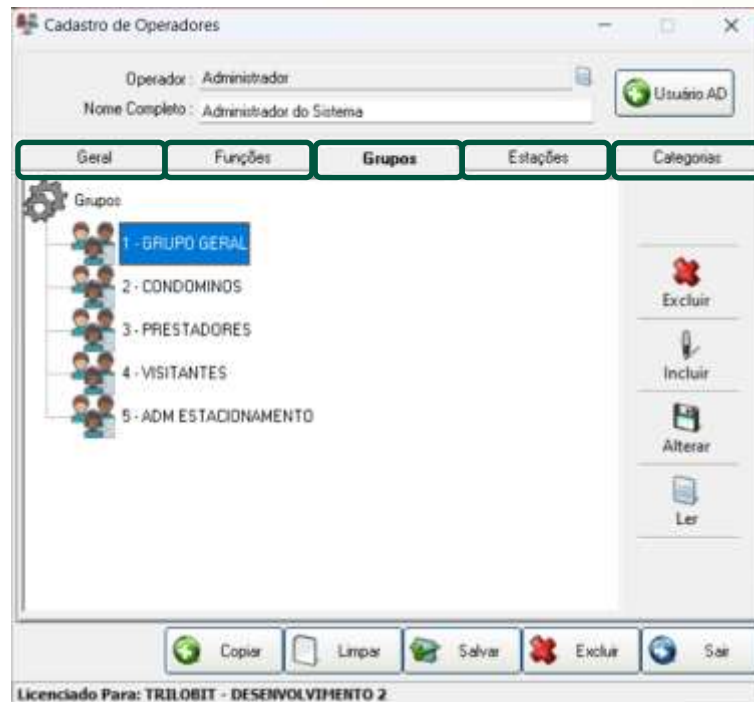 Cadastro de Operadores
Operador : Administrador
Usuário AD
Nome Completo : Administrador do Sistema
Geral Funções Grupos Estações Categorias
Grupos
1 - GRUPO GERAL
2 - CONDOMINOS
3 - PRESTADORES
4 - VISITANTES
5 - ADM ESTACIONAMENTO
Excluir
Incluir
Alterar
Ler
Copiar Limpar Salvar Excluir Sair
Licenciado Para: TRILOBIT - DESENVOLVIMENTO 2